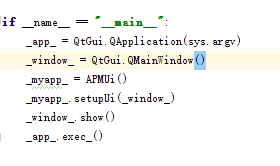 if __name__ == "__main__":
_app_ = QtGui.QApplication(sys.argv)
_window_ = QtGui.QMainWindow()
_myapp_ = APMUi()
_myapp_.setupUi(_window_)
_window_.show()
_app_.exec_()